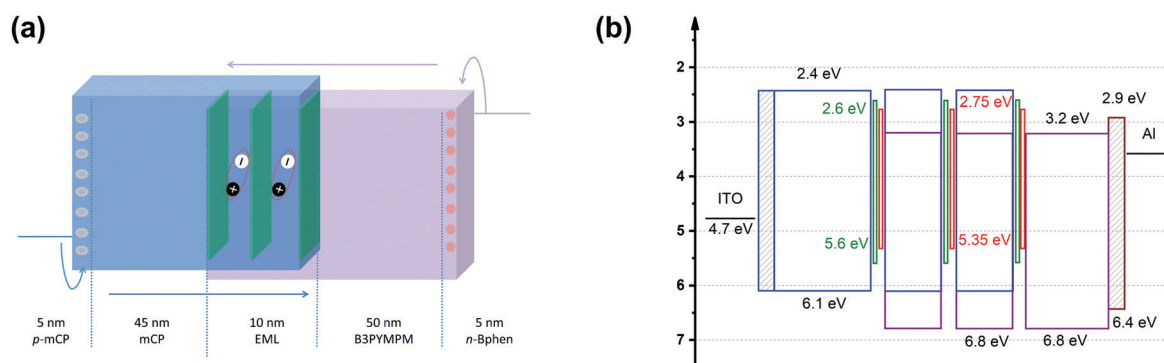 (a)
5 nm
p-mCP
45 nm
mCP
10 nm
EML
50 nm
B3PYMPM
5 nm
n-Bphen
(b)
2
3
4
5
6
7
ITO
4.7 eV
2.4 eV
6.1 eV
2.6 eV
5.6 eV
2.75 eV
5.35 eV
6.8 eV
3.2 eV
6.8 eV
2.9 eV
6.4 eV
Al